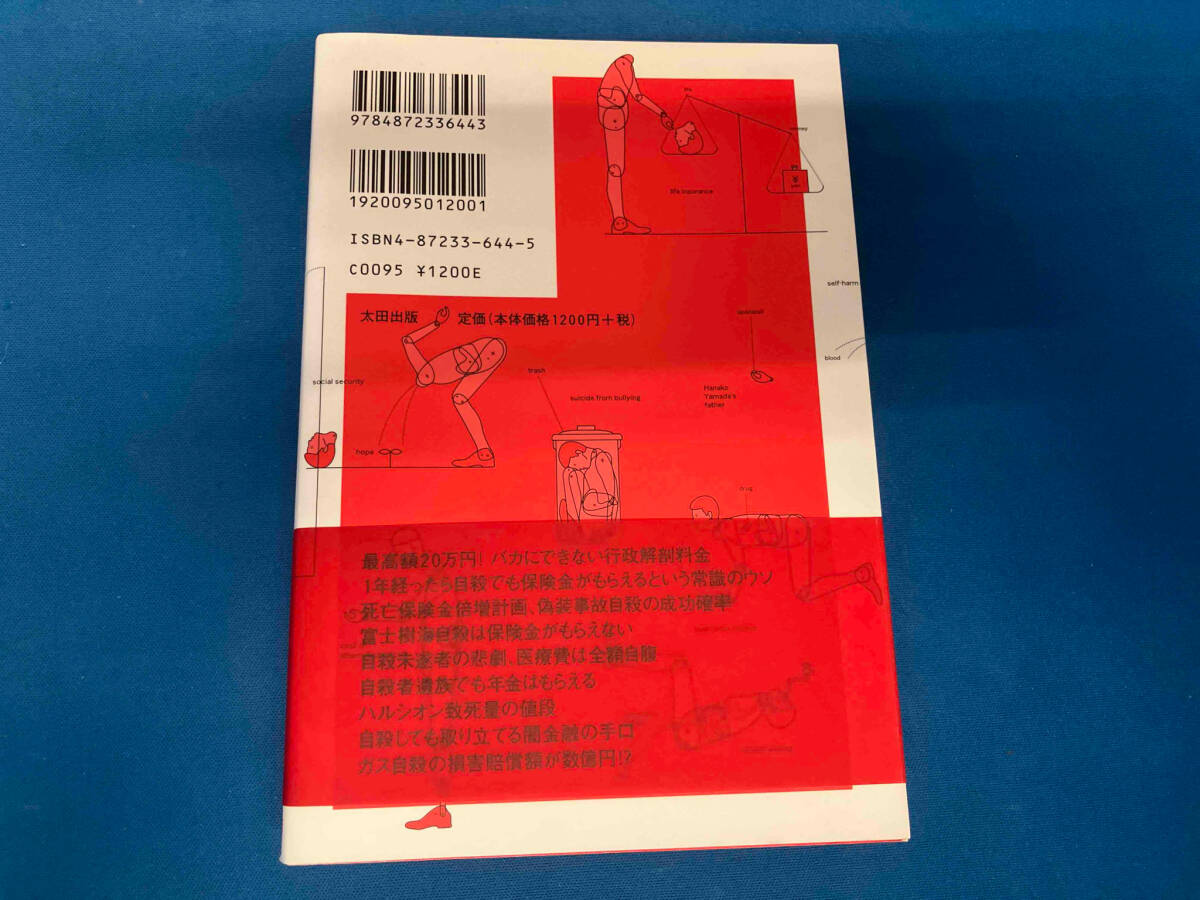 9784872336443
1920095012001
ISBN4-87233-644-5
C0095 ¥1200E
太田出版 定価(本体価格1200円+税)
life
money
life insurance
self-harm
blood
Hanako
Yamada's
father
social security
trash
suicide from bullying
hope
drug
最高額20万円! バカにできない行政解剖料金
1年経ったら自殺でも保険金がもらえるという常識のウソ
死亡保険金倍増計画、偽装事故自殺の成功確率
富士樹海自殺は保険金がもらえない
自殺未遂者の悲劇、医療費は全額自腹
自殺者遺族でも年金はもらえる
ハルシオン致死量の値段
自殺しても取り立てる闇金融の手口
ガス自殺の損害賠償額が数億円!?